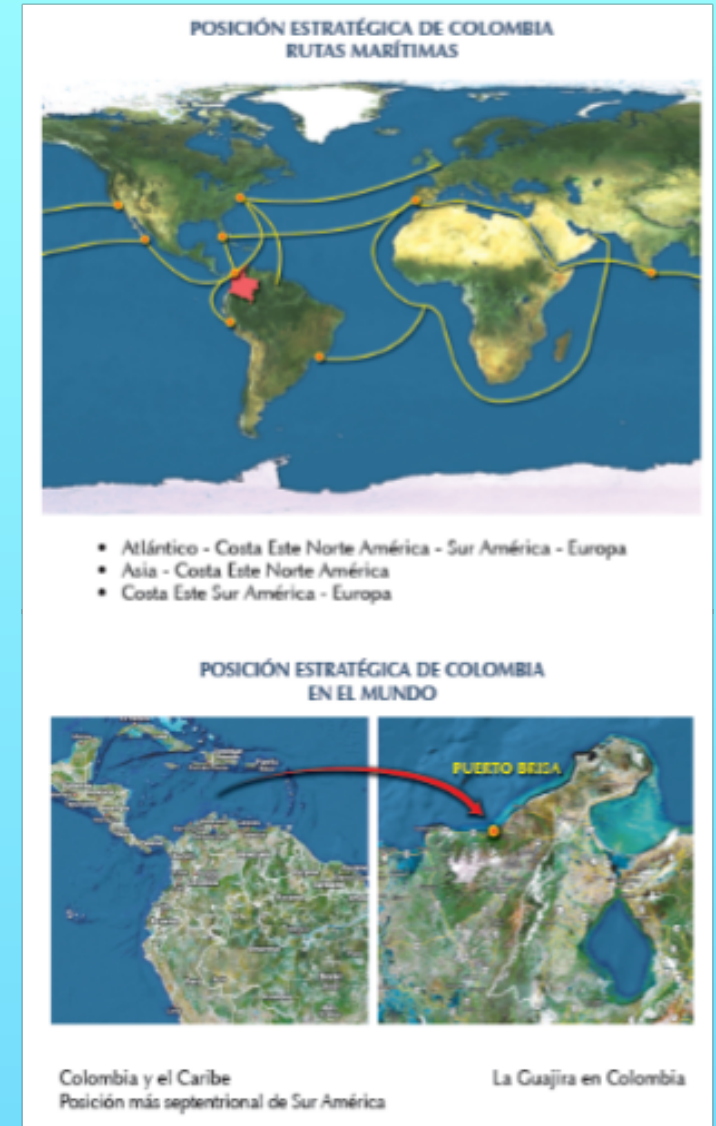 POSICIÓN ESTRATÉGICA DE COLOMBIA
RUTAS MARÍTIMAS
▪ Atlántico - Costa Este Norte América - Sur América - Europa
▪ Asia - Costa Este Norte América
▪ Costa Este Sur América - Europa
POSICIÓN ESTRATÉGICA DE COLOMBIA
EN EL MUNDO
PUERTO BRISA
Colombia y el Caribe
Posición más septentrional de Sur América
La Guajira en Colombia